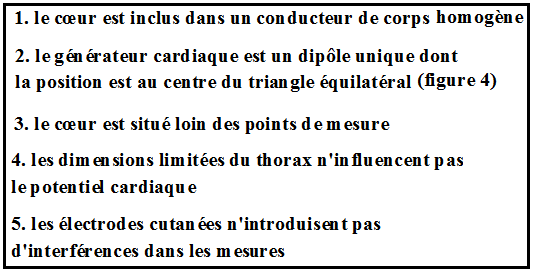 1. le cœur est inclus dans un conducteur de corps homogène
2. le générateur cardiaque est un dipôle unique dont
la position est au centre du triangle équilatéral (figure 4)
3. le cœur est situé loin des points de mesure
4. les dimensions limitées du thorax n'influencent pas
le potentiel cardiaque
5. les électrodes cutanées n'introduisent pas
d'interférences dans les mesures